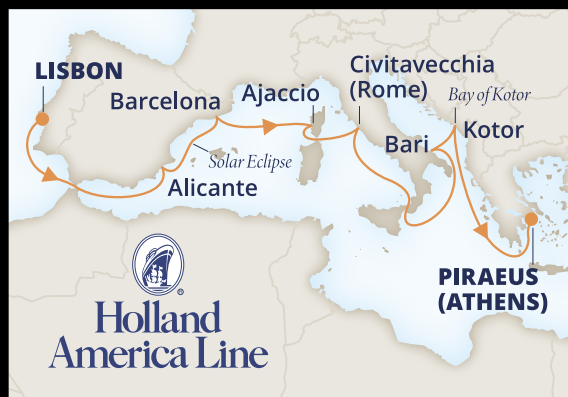 LISBON
Barcelona
Ajaccio
Civitavecchia
(Rome)
Bay of Kotor
Kotor
Bari
Solar Eclipse
Alicante
PIRAEUS
(ATHENS)
®
Holland
America Line